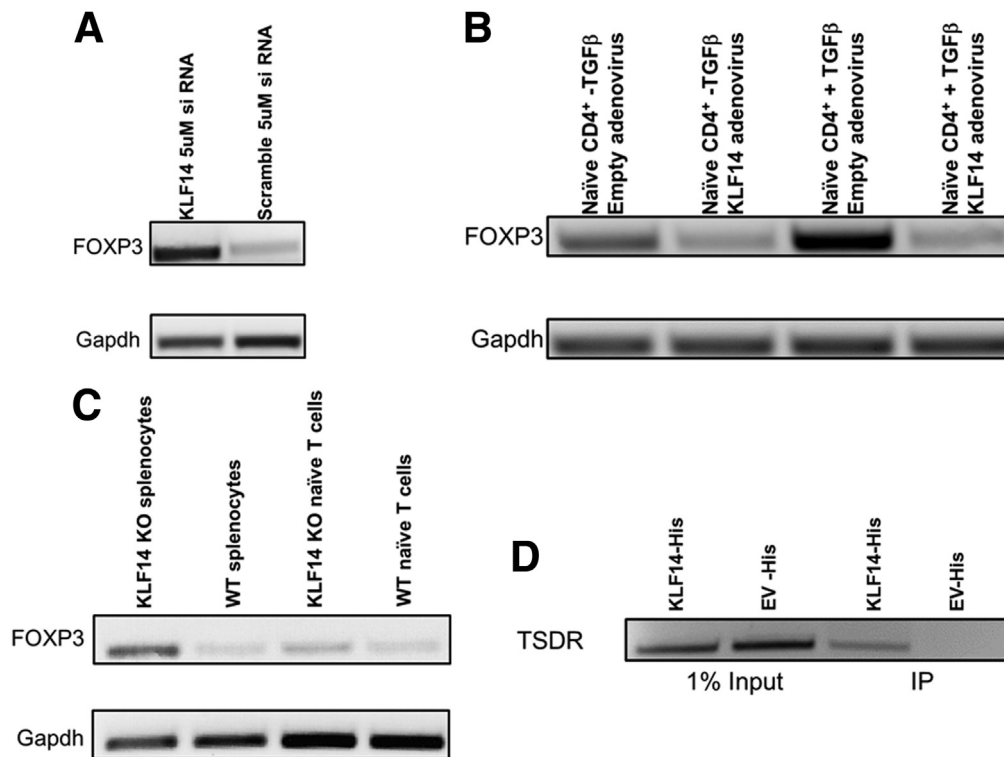 A
KLF14 5uM si RNA
Scramble 5uM si RNA
FOXP3
Gapdh
B
Naïve CD4⁺ -TGFβ
Empty adenovirus
Naïve CD4⁺ -TGFβ
KLF14 adenovirus
Naïve CD4⁺ + TGFβ
Empty adenovirus
Naïve CD4⁺ + TGFβ
KLF14 adenovirus
FOXP3
Gapdh
C
KLF14 KO splenocytes
WT splenocytes
KLF14 KO naïve T cells
WT naïve T cells
FOXP3
Gapdh
D
KLF14-His
EV -His
KLF14-His
EV-His
TSDR
1% Input
IP